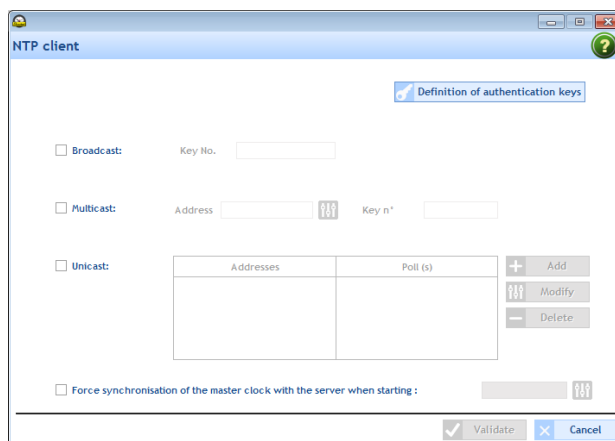 NTP client
?
Definition of authentication keys
Broadcast: Key No.
Multicast: Address Key n°
Unicast: Addresses Poll (s) Add
Modify
Delete
Force synchronisation of the master clock with the server when starting :
Validate Cancel